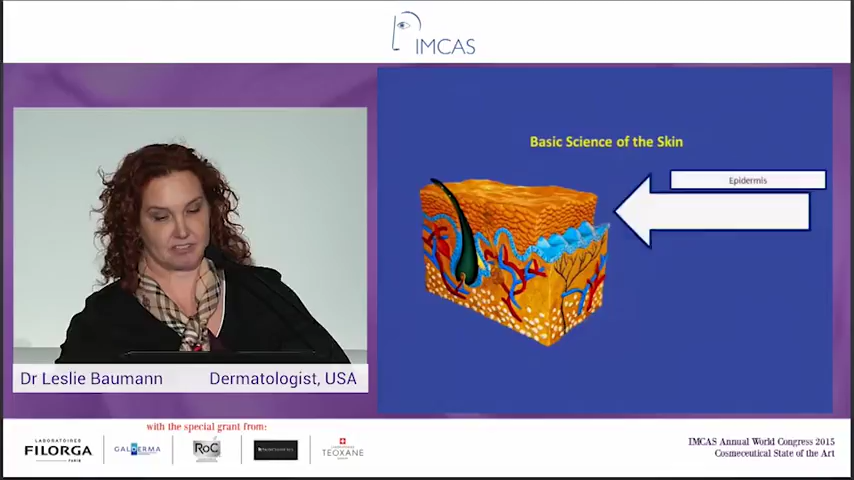 IMCAS
Basic Science of the Skin
Epidermis
Dr Leslie Baumann Dermatologist, USA
with the special grant from:
LABORATOIRES
FILORGA
PARIS
GALDERMA
RoC
TEOXANE
IMCAS Annual World Congress 2015
Cosmeceutical State of the Art